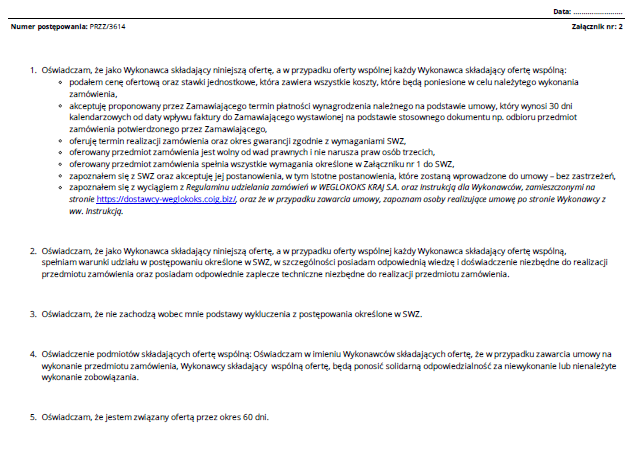 Data: ........................
Numer postępowania: PRZZ/3614 Załącznik nr: 2
1. Oświadczam, że jako Wykonawca składający niniejszą ofertę, a w przypadku oferty wspólnej każdy Wykonawca składający ofertę wspólną:
podałem cenę ofertową oraz stawki jednostkowe, która zawiera wszystkie koszty, które będą poniesione w celu należytego wykonania
zamówienia,
akceptuję proponowany przez Zamawiającego termin płatności wynagrodzenia należnego na podstawie umowy, który wynosi 30 dni
kalendarzowych od daty wpływu faktury do Zamawiającego wystawionej na podstawie stosownego dokumentu np. odbioru przedmiot
zamówienia potwierdzonego przez Zamawiającego,
oferuję termin realizacji zamówienia oraz okres gwarancji zgodnie z wymaganiami SWZ,
oferowany przedmiot zamówienia jest wolny od wad prawnych i nie narusza praw osób trzecich,
oferowany przedmiot zamówienia spełnia wszystkie wymagania określone w Załączniku nr 1 do SWZ,
zapoznałem się z SWZ oraz akceptuję jej postanowienia, w tym Istotne postanowienia, które zostaną wprowadzone do umowy – bez zastrzeżeń,
zapoznałem się z wyciągiem z Regulaminu udzielania zamówień w WEGLOKOKS KRAJ S.A. oraz Instrukcją dla Wykonawców, zamieszczonymi na
stronie https://dostawcy-weglokoks.coig.biz/, oraz że w przypadku zawarcia umowy, zapoznam osoby realizujące umowę po stronie Wykonawcy z
ww. Instrukcją.
2. Oświadczam, że jako Wykonawca składający niniejszą ofertę, a w przypadku oferty wspólnej każdy Wykonawca składający ofertę wspólną,
spełniam warunki udziału w postępowaniu określone w SWZ, w szczególności posiadam odpowiednią wiedzę i doświadczenie niezbędne do realizacji
przedmiotu zamówienia oraz posiadam odpowiednie zaplecze techniczne niezbędne do realizacji przedmiotu zamówienia.
3. Oświadczam, że nie zachodzą wobec mnie podstawy wykluczenia z postępowania określone w SWZ.
4. Oświadczenie podmiotów składających ofertę wspólną: Oświadczam w imieniu Wykonawców składających ofertę, że w przypadku zawarcia umowy na
wykonanie przedmiotu zamówienia, Wykonawcy składający wspólną ofertę, będą ponosić solidarną odpowiedzialność za niewykonanie lub nienależyte
wykonanie zobowiązania.
5. Oświadczam, że jestem związany ofertą przez okres 60 dni.